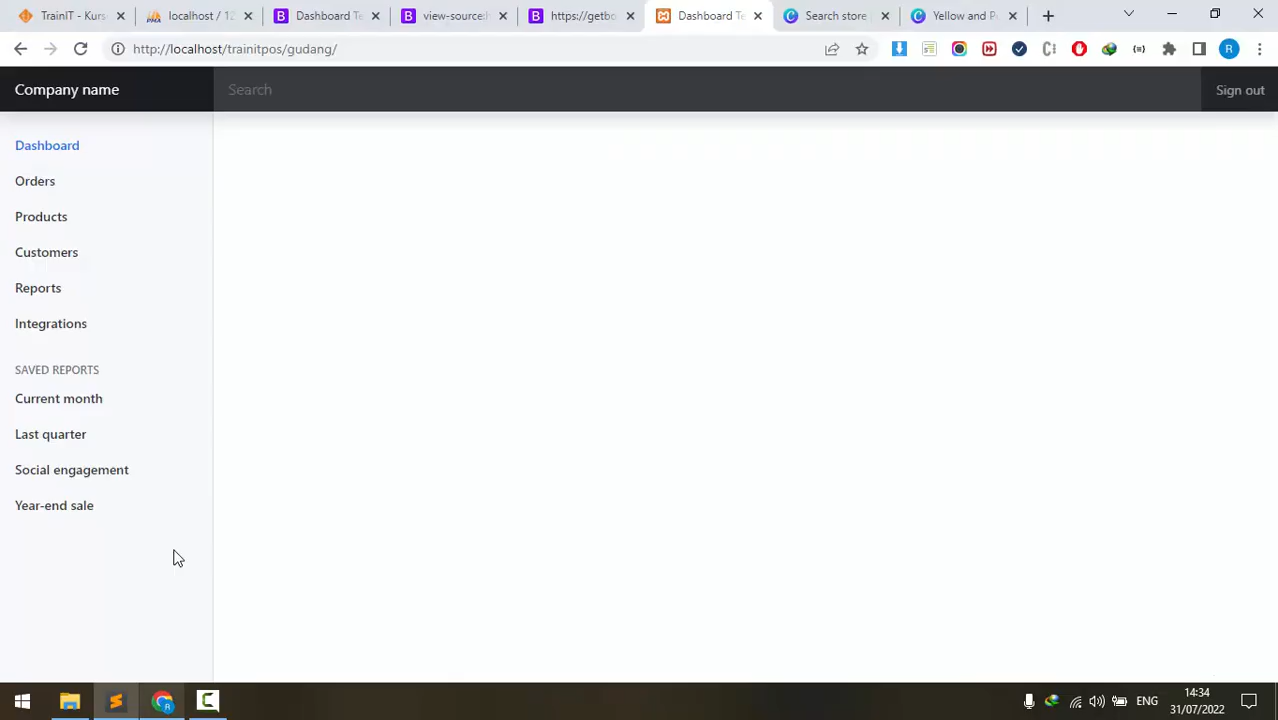 TrainIT - Kurs
localhost / 12
Dashboard Te
view-source:h
https://getbo
Dashboard Te
Search store
Yellow and Pu
http://localhost/trainitpos/gudang/
R
Company name
Search
Sign out
Dashboard
Orders
Products
Customers
Reports
Integrations
SAVED REPORTS
Current month
Last quarter
Social engagement
Year-end sale
ENG
14:34
31/07/2022